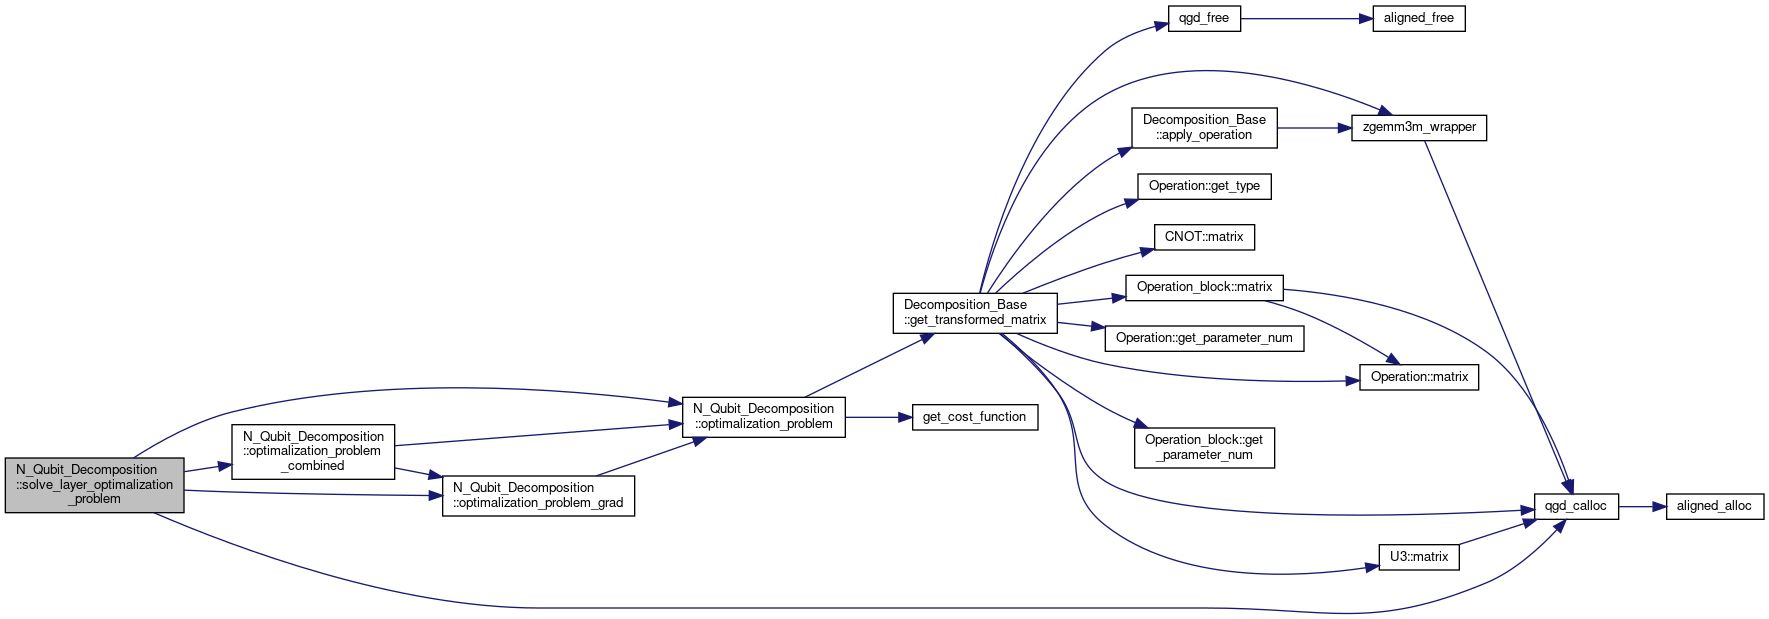 N_Qubit_Decomposition
::solve_layer_optimalization
_problem
N_Qubit_Decomposition
::optimalization_problem
_combined
N_Qubit_Decomposition
::optimalization_problem_grad
N_Qubit_Decomposition
::optimalization_problem
get_cost_function
Decomposition_Base
::get_transformed_matrix
qgd_free
aligned_free
Decomposition_Base
::apply_operation
zgemm3m_wrapper
Operation::get_type
CNOT::matrix
Operation_block::matrix
Operation::get_parameter_num
Operation::matrix
Operation_block::get
_parameter_num
qgd_calloc
aligned_alloc
U3::matrix